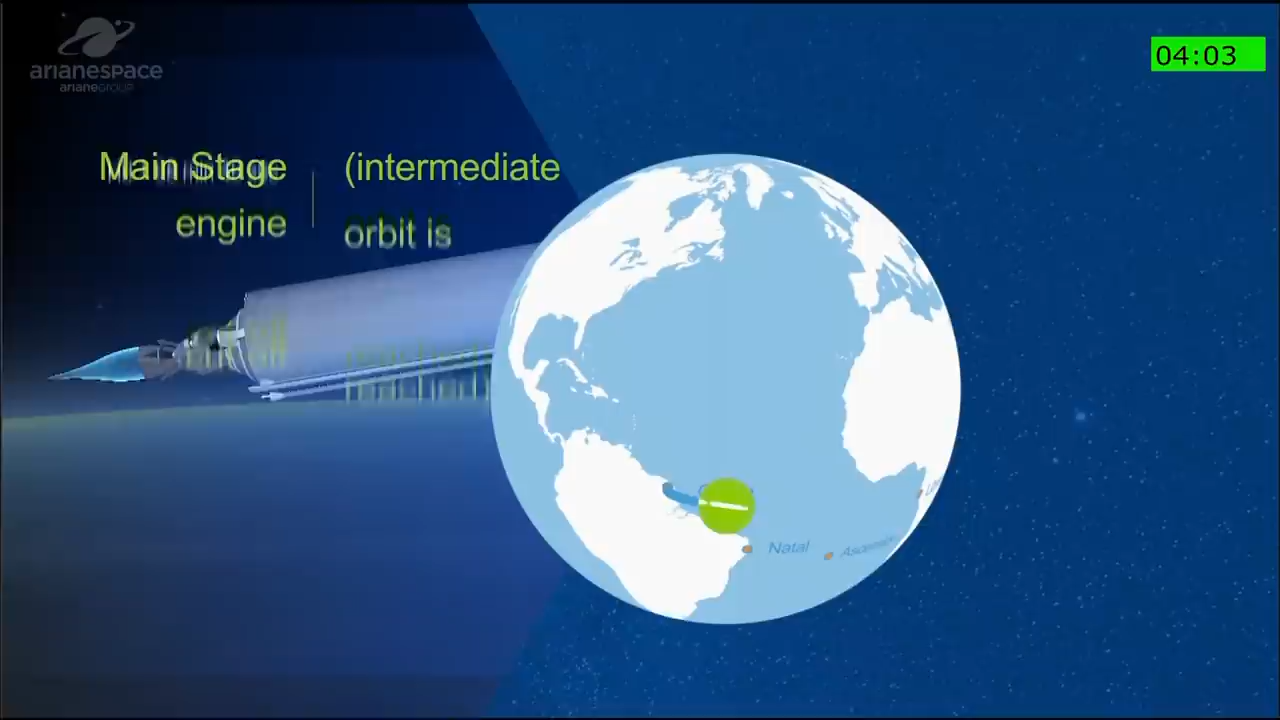 arianespace
arianeGROUP
04:03
Main Stage
engine
(intermediate
orbit is
Natal